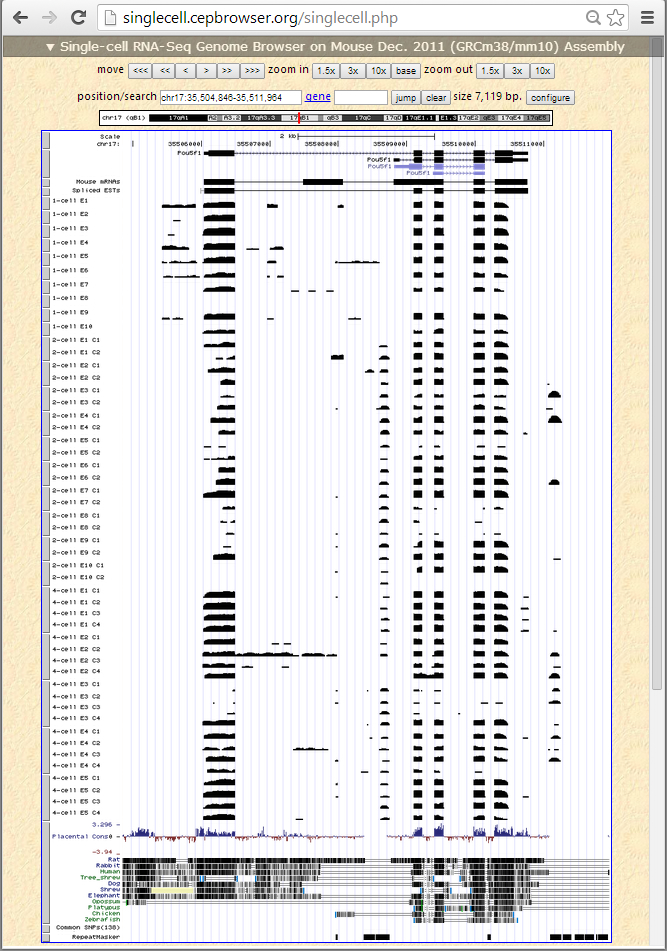 singlecell.cepbrowser.org/singlecell.php
▼ Single-cell RNA-Seq Genome Browser on Mouse Dec. 2011 (GRCm38/mm10) Assembly
move <<< << < > >> >>> zoom in 1.5x 3x 10x base zoom out 1.5x 3x 10x
position/search chr17:35,504,846-35,511,964 gene jump clear size 7,119 bp. configure
chr17 (qB1) 17qA1 A2 A3.2 17qA3.3 17qB1 qB3 17qC 17qD 17qE1.1 E1.3 17qE2 qE3 17qE4 17qE5
Scale 2 kb
chr17: 35506000 35507000 35508000 35509000 35510000 35511000
Pou5f1
Pou5f1
Pou5f1
Pou5f1
Mouse mRNAs
Spliced ESTs
1-cell E1
1-cell E2
1-cell E3
1-cell E4
1-cell E5
1-cell E6
1-cell E7
1-cell E8
1-cell E9
1-cell E10
2-cell E1 C1
2-cell E1 C2
2-cell E2 C1
2-cell E2 C2
2-cell E3 C1
2-cell E3 C2
2-cell E4 C1
2-cell E4 C2
2-cell E5 C1
2-cell E5 C2
2-cell E6 C1
2-cell E6 C2
2-cell E7 C1
2-cell E7 C2
2-cell E8 C1
2-cell E8 C2
2-cell E9 C1
2-cell E9 C2
2-cell E10 C1
2-cell E10 C2
4-cell E1 C1
4-cell E1 C2
4-cell E1 C3
4-cell E1 C4
4-cell E2 C1
4-cell E2 C2
4-cell E2 C3
4-cell E2 C4
4-cell E3 C1
4-cell E3 C2
4-cell E3 C3
4-cell E3 C4
4-cell E4 C1
4-cell E4 C2
4-cell E4 C3
4-cell E4 C4
4-cell E5 C1
4-cell E5 C2
4-cell E5 C3
4-cell E5 C4
3.296 _
Placental Cons
-3.94 _
Rat
Rabbit
Human
Tree_shrew
Dog
Shrew
Elephant
Opossum
Platypus
Chicken
Zebrafish
Common SNPs(138)
RepeatMasker